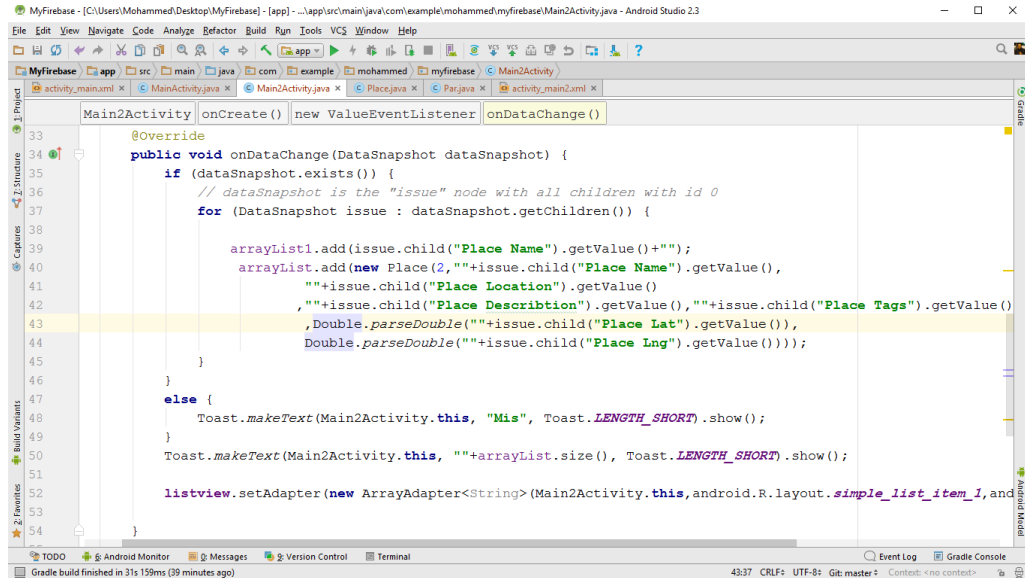 MyFirebase - [C:\Users\Mohammed\Desktop\MyFirebase] - [app] - ...\app\src\main\java\com\example\mohammed\myfirebase\Main2Activity.java - Android Studio 2.3
File Edit View Navigate Code Analyze Refactor Build Run Tools VCS Window Help
app
MyFirebase app src main java com example mohammed myfirebase Main2Activity
activity_main.xml MainActivity.java Main2Activity.java Place.java Par.java activity_main2.xml
Main2Activity onCreate() new ValueEventListener onDataChange()
1: Project
7: Structure
Captures
Build Variants
2: Favorites
33 @Override
34 public void onDataChange(DataSnapshot dataSnapshot) {
35 if (dataSnapshot.exists()) {
36 // dataSnapshot is the "issue" node with all children with id 0
37 for (DataSnapshot issue : dataSnapshot.getChildren()) {
38
39 arrayList1.add(issue.child("Place Name").getValue()+"");
40 arrayList.add(new Place(2,""+issue.child("Place Name").getValue(),
41 ""+issue.child("Place Location").getValue()
42 ,""+issue.child("Place Describtion").getValue(),""+issue.child("Place Tags").getValue()
43 ,Double.parseDouble(""+issue.child("Place Lat").getValue()),
44 Double.parseDouble(""+issue.child("Place Lng").getValue())));
45 }
46 }
47 else {
48 Toast.makeText(Main2Activity.this, "Mis", Toast.LENGTH_SHORT).show();
49 }
50 Toast.makeText(Main2Activity.this, ""+arrayList.size(), Toast.LENGTH_SHORT).show();
51
52 listview.setAdapter(new ArrayAdapter<String>(Main2Activity.this,android.R.layout.simple_list_item_1,and
53
54 }
Gradle
Android Model
TODO 6: Android Monitor 0: Messages 9: Version Control Terminal Event Log Gradle Console
Gradle build finished in 31s 159ms (39 minutes ago) 43:37 CRLF UTF-8 Git: master Context: <no context>